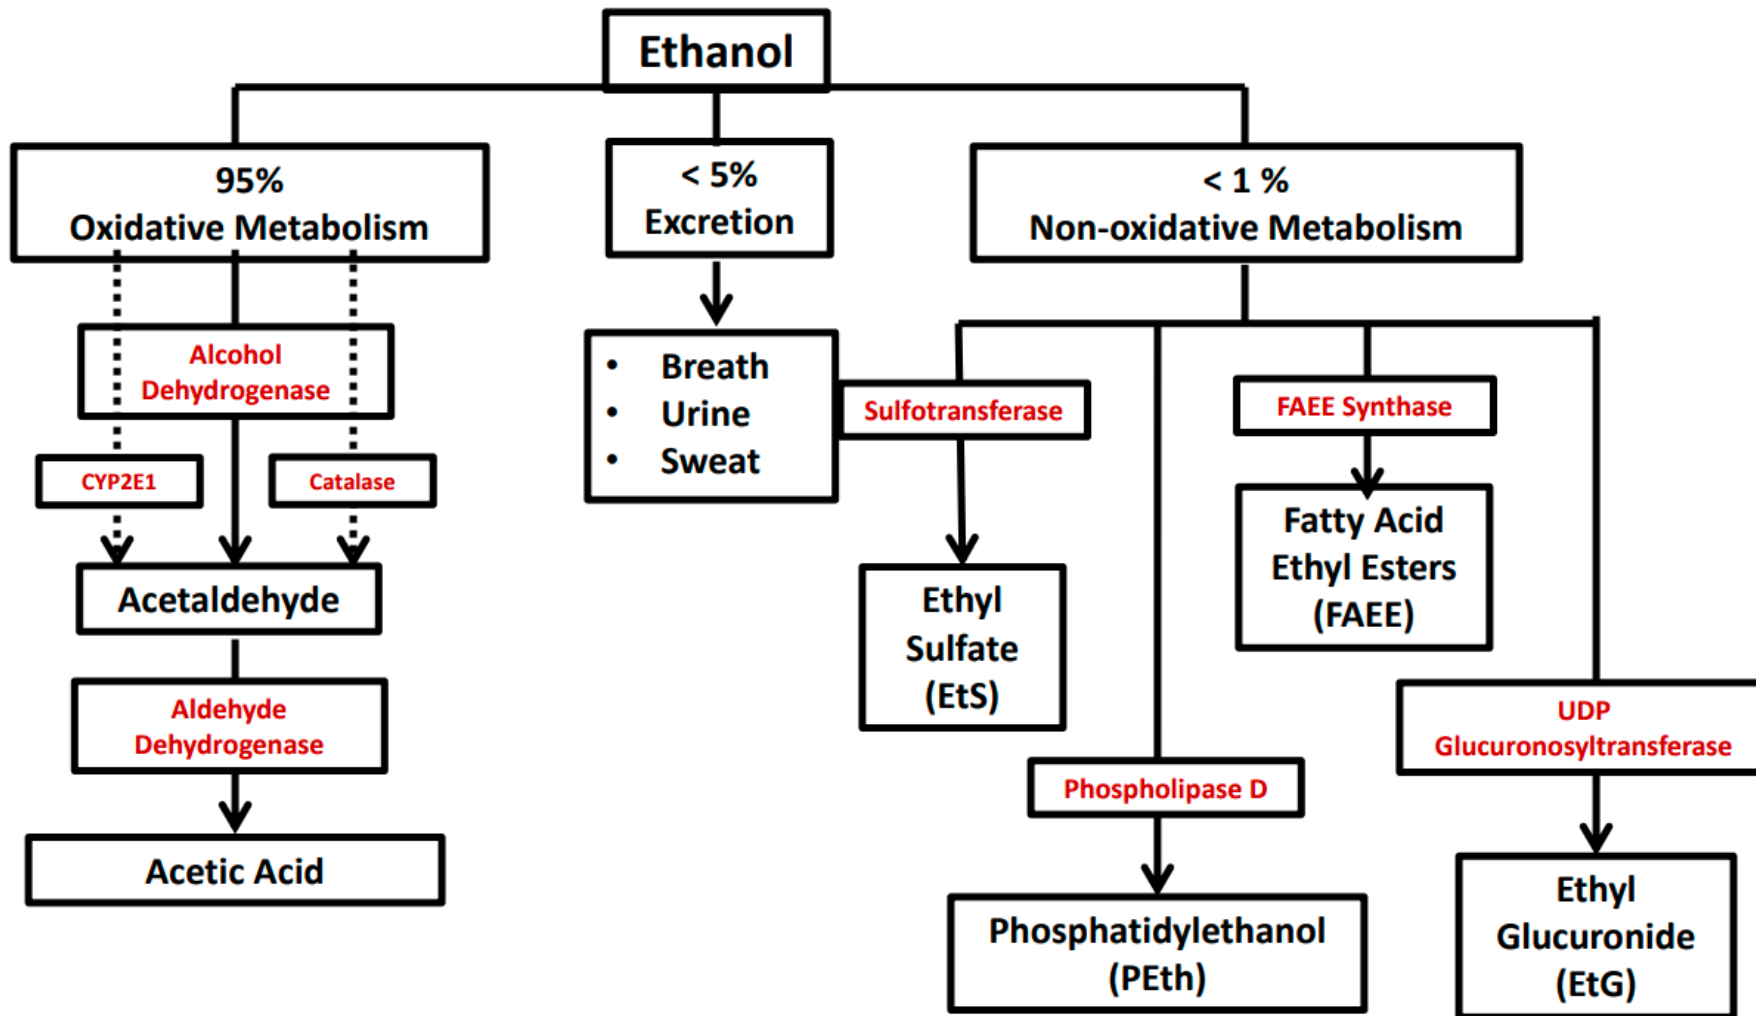 Ethanol
95%
Oxidative Metabolism
< 5%
Excretion
< 1 %
Non-oxidative Metabolism
Alcohol
Dehydrogenase
CYP2E1
Catalase
Acetaldehyde
Aldehyde
Dehydrogenase
Acetic Acid
• Breath
• Urine
• Sweat
Sulfotransferase
Ethyl
Sulfate
(EtS)
Phospholipase D
Phosphatidylethanol
(PEth)
FAEE Synthase
Fatty Acid
Ethyl Esters
(FAEE)
UDP
Glucuronosyltransferase
Ethyl
Glucuronide
(EtG)